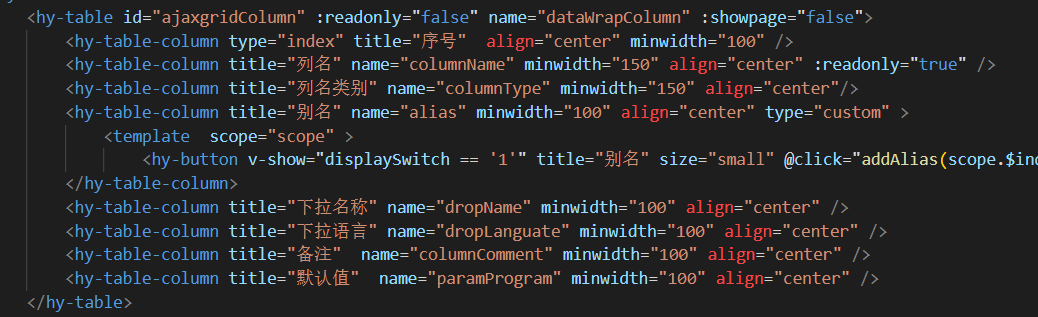 <hy-table id="ajaxgridColumn" :readonly="false" name="dataWrapColumn" :showpage="false">
<hy-table-column type="index" title="序号"  align="center" minwidth="100" />
<hy-table-column title="列名" name="columnName" minwidth="150" align="center" :readonly="true" />
<hy-table-column title="列名类别" name="columnType" minwidth="150" align="center"/>
<hy-table-column title="别名" name="alias" minwidth="100" align="center" type="custom" >
<template  scope="scope" >
<hy-button v-show="displaySwitch == '1'" title="别名" size="small" @click="addAlias(scope.$ind
</hy-table-column>
<hy-table-column title="下拉名称" name="dropName" minwidth="100" align="center" />
<hy-table-column title="下拉语言" name="dropLanguate" minwidth="100" align="center" />
<hy-table-column title="备注"  name="columnComment" minwidth="100" align="center" />
<hy-table-column title="默认值"  name="paramProgram" minwidth="100" align="center" />
</hy-table>